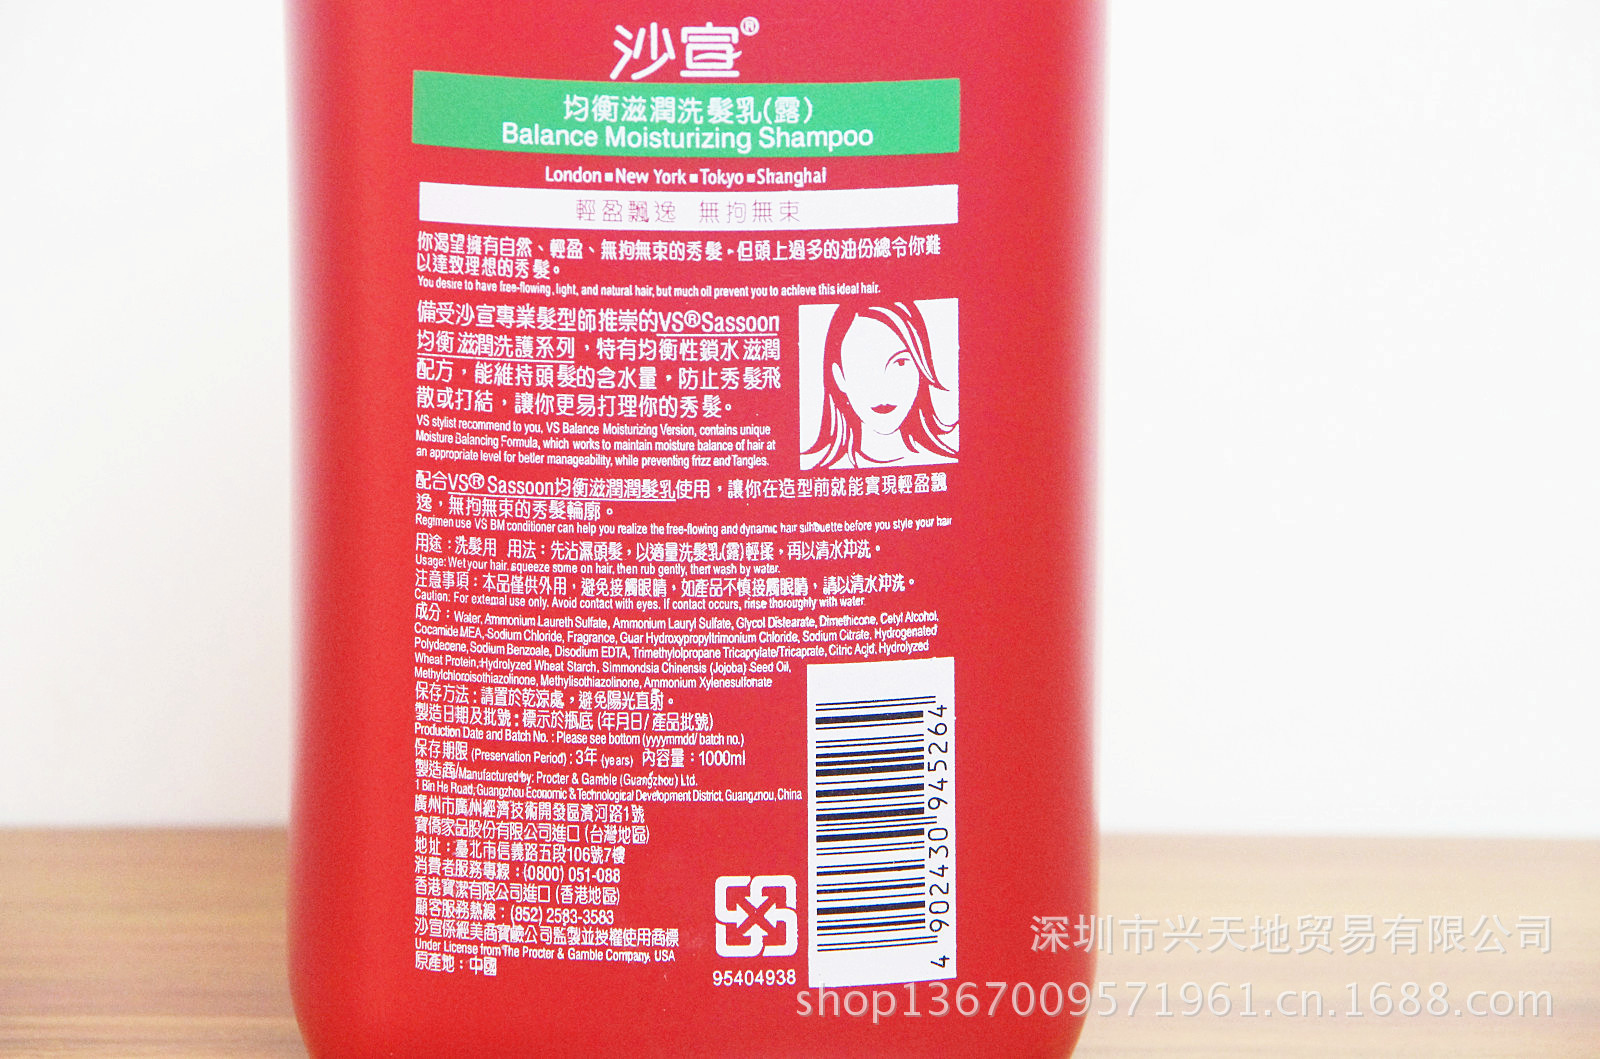 沙宣®
均衡滋潤洗髮乳(露)
Balance Moisturizing Shampoo
London ▪ New York ▪ Tokyo ▪ Shanghai
輕盈飄逸 無拘無束
你渴望擁有自然、輕盈、無拘無束的秀髮。但頭上過多的油份總令你難
以達致理想的秀髮。
You desire to have free-flowing, light, and natural hair, but much oil prevent you to achieve this ideal hair.
備受沙宣專業髮型師推崇的VS®Sassoon
均衡滋潤洗護系列，特有均衡性鎖水滋潤
配方，能維持頭髮的含水量，防止秀髮飛
散或打結，讓你更易打理你的秀髮。
VS stylist recommend to you, VS Balance Moisturizing Version, contains unique
Moisture Balancing Formula, which works to maintain moisture balance of hair at
an appropriate level for better manageability, while preventing frizz and Tangles.
配合VS®Sassoon均衡滋潤潤髮乳使用，讓你在造型前就能實現輕盈飄
逸，無拘無束的秀髮輪廓。
Regimen use VS BM conditioner can help you realize the free-flowing and dynamic hair silhouette before you style your hair
用途：洗髮用 用法：先沾濕頭髮，以適量洗髮乳(露)輕揉，再以清水沖洗。
Usage: Wet your hair, squeeze some on hair, then rub gently, then wash by water.
注意事項：本品僅供外用，避免接觸眼睛，如產品不慎接觸眼睛，請以清水沖洗。
Caution: For external use only. Avoid contact with eyes. If contact occurs, rinse thoroughly with water.
成分：Water, Ammonium Laureth Sulfate, Ammonium Lauryl Sulfate, Glycol Distearate, Dimethicone, Cetyl Alcohol,
Cocamide MEA, Sodium Chloride, Fragrance, Guar Hydroxypropyltrimonium Chloride, Sodium Citrate, Hydrogenated
Polydecene, Sodium Benzoate, Disodium EDTA, Trimethylolpropane Tricaprylate/Tricaprate, Citric Acid, Hydrolyzed
Wheat Protein, Hydrolyzed Wheat Starch, Simmondsia Chinensis (Jojoba) Seed Oil,
Methylchloroisothiazolinone, Methylisothiazolinone, Ammonium Xylenesulfonate
保存方法：請置於乾涼處，避免陽光直射。
製造日期及批號：標示於瓶底 (年月日/產品批號)
Production Date and Batch No. : Please see bottom (yyyymmdd/ batch no.)
保存期限 (Preservation Period) : 3年 (years) 內容量：1000ml
製造商/Manufactured by: Procter & Gamble (Guangzhou) Ltd.
1 Bin He Road, Guangzhou Economic & Technological Development District, Guangzhou, China
廣州市廣州經濟技術開發區濱河路1號
寶僑家品股份有限公司進口 (台灣地區)
地址：臺北市信義路五段106號7樓
消費者服務專線：(0800) 051-088
香港寶潔有限公司進口 (香港地區)
顧客服務熱線：(852) 2583-3583
沙宣係經美商寶鹼公司監製並授權使用商標
Under License from The Procter & Gamble Company, USA
原產地：中國
95404938
4 902430 945264
深圳市兴天地贸易有限公司
shop1367009571961.cn.1688.com